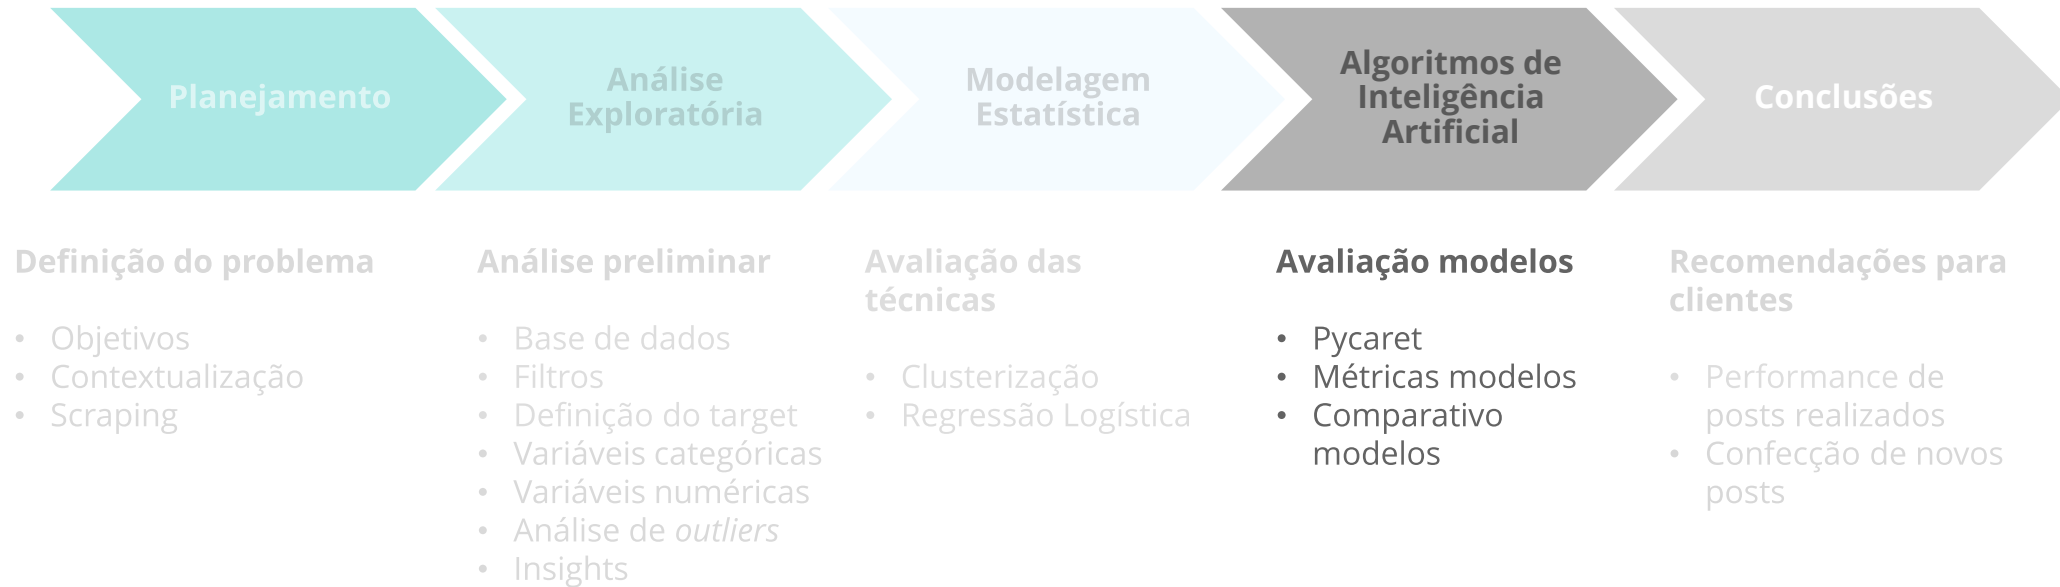 Planejamento
Análise
Exploratória
Modelagem
Estatística
Algoritmos de
Inteligência
Artificial
Conclusões
Definição do problema
• Objetivos
• Contextualização
• Scraping
Análise preliminar
• Base de dados
• Filtros
• Definição do target
• Variáveis categóricas
• Variáveis numéricas
• Análise de outliers
• Insights
Avaliação das
técnicas
• Clusterização
• Regressão Logística
Avaliação modelos
• Pycaret
• Métricas modelos
• Comparativo
modelos
Recomendações para
clientes
• Performance de
posts realizados
• Confecção de novos
posts